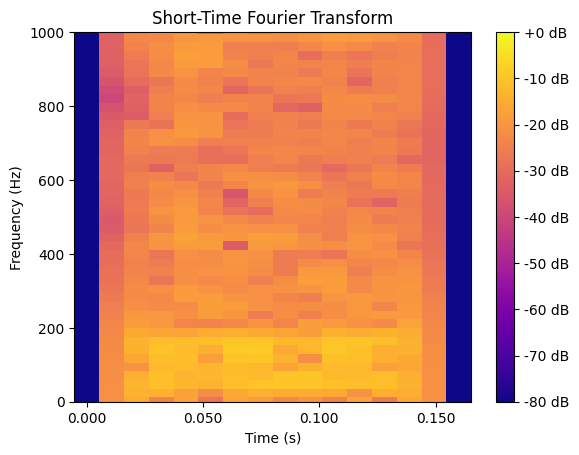 Short-Time Fourier Transform
1000
800
600
400
200
0
Frequency (Hz)
0.000
0.050
0.100
0.150
Time (s)
+0 dB
-10 dB
-20 dB
-30 dB
-40 dB
-50 dB
-60 dB
-70 dB
-80 dB